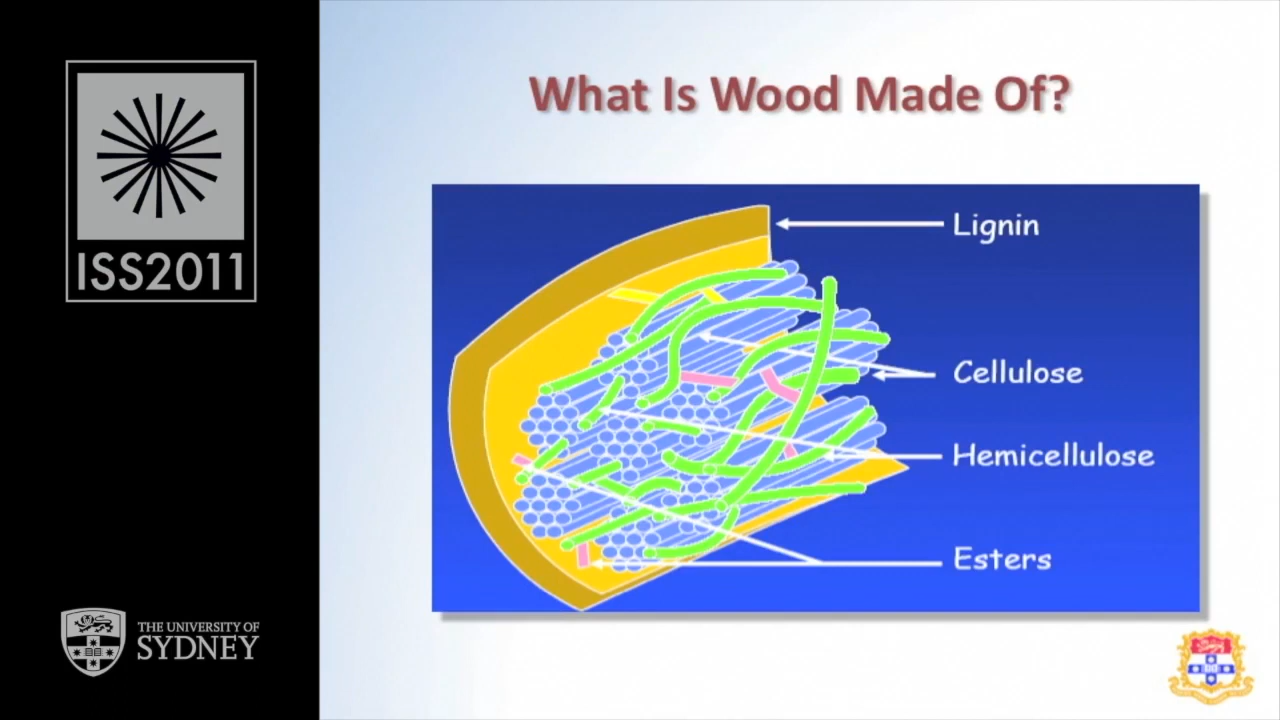 What Is Wood Made Of?
Lignin
Cellulose
Hemicellulose
Esters
ISS2011
THE UNIVERSITY OF
SYDNEY